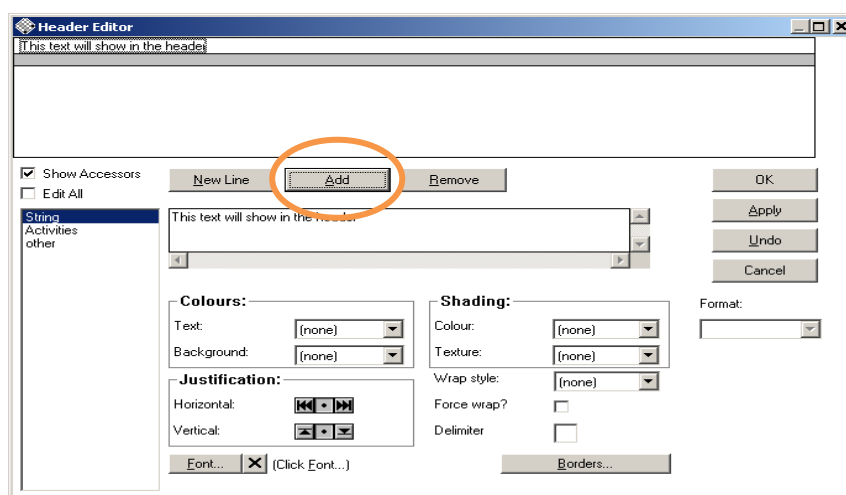 Header Editor
This text will show in the header
Show Accessors
New Line Add Remove OK
Edit All
String
Activities
other
This text will show in the header
Apply
Undo
Cancel
Colours: Shading: Format:
Text: (none) Colour: (none)
Background: (none) Texture: (none)
Justification: Wrap style: (none)
Horizontal: Force wrap?
Vertical: Delimiter
Font... (Click Font...) Borders...